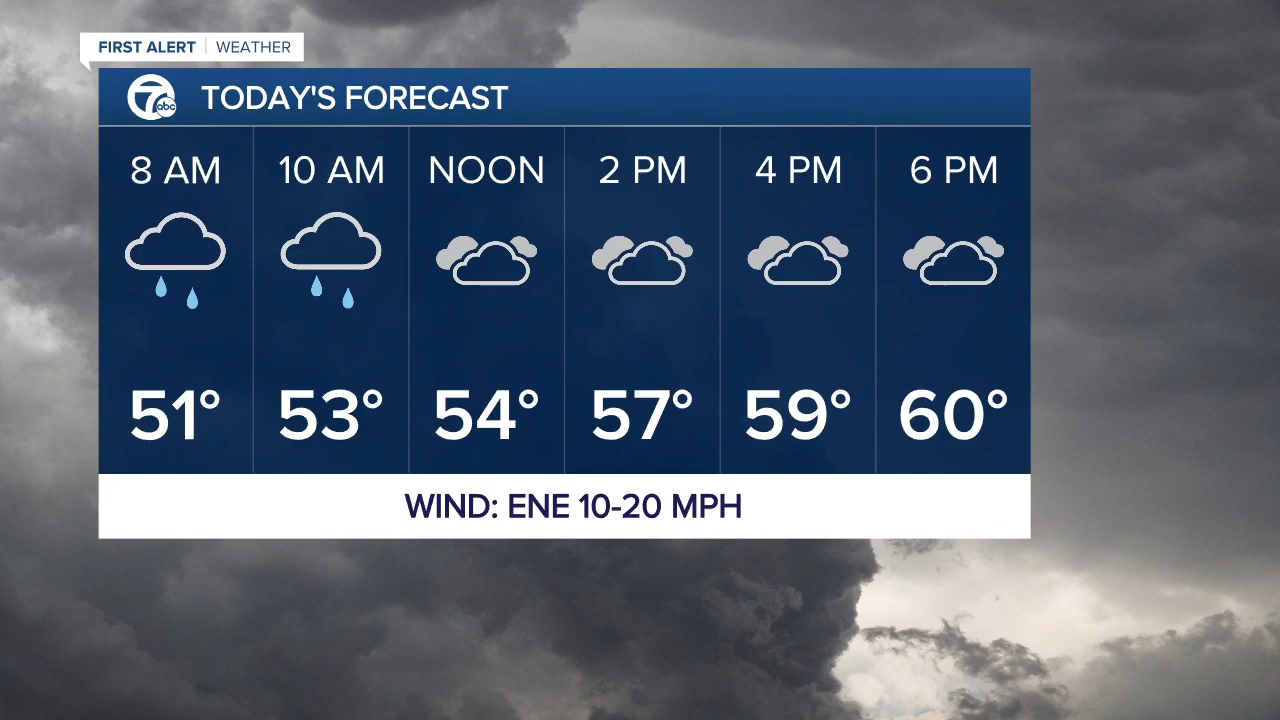 FIRST ALERT | WEATHER
7 abc TODAY'S FORECAST
8 AM 10 AM NOON 2 PM 4 PM 6 PM
51° 53° 54° 57° 59° 60°
WIND: ENE 10-20 MPH